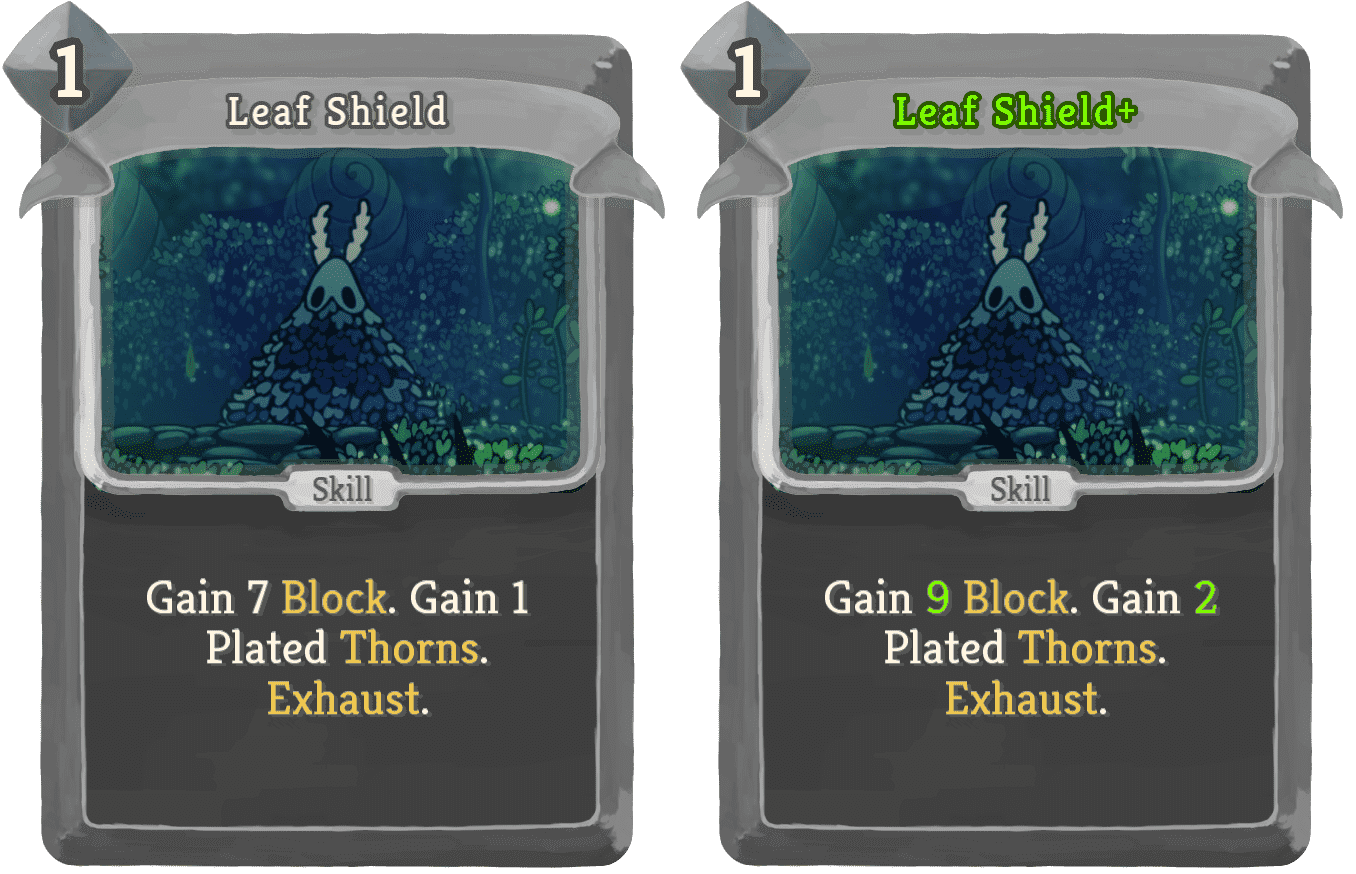 1
Leaf Shield
Skill
Gain 7 Block. Gain 1
Plated Thorns.
Exhaust.
1
Leaf Shield+
Skill
Gain 9 Block. Gain 2
Plated Thorns.
Exhaust.